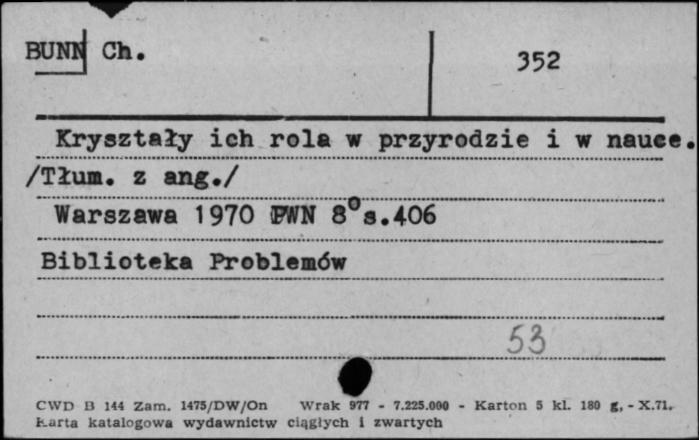 BUNN Ch.
352
Kryształy ich rola w przyrodzie i w nauce.
/Tłum. z ang./
Warszawa 1970 PWN 8° s.406
Biblioteka Problemów
53
CWD B 144 Zam. 1475/DW/On Wrak 977 - 7.225.000 - Karton 5 kl. 180 g, - X.71.
Karta katalogowa wydawnictw ciągłych i zwartych